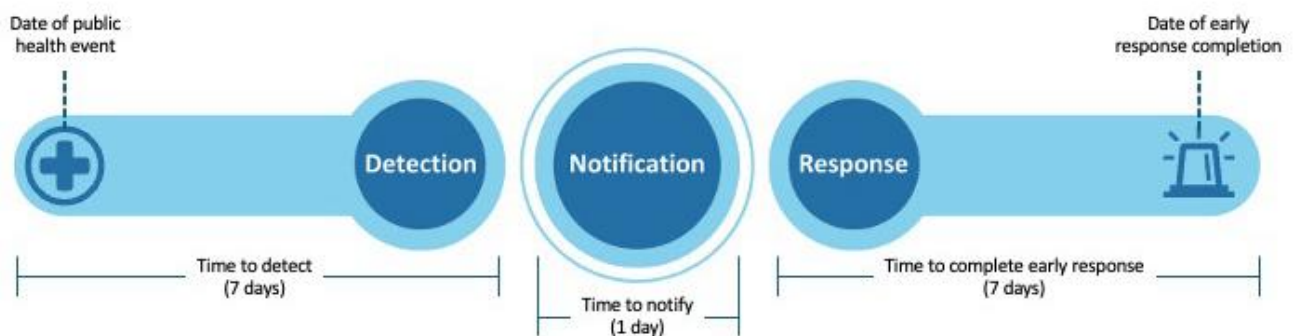 Date of public
health event
Date of early
response completion
Detection
Notification
Response
Time to detect
(7 days)
Time to notify
(1 day)
Time to complete early response
(7 days)